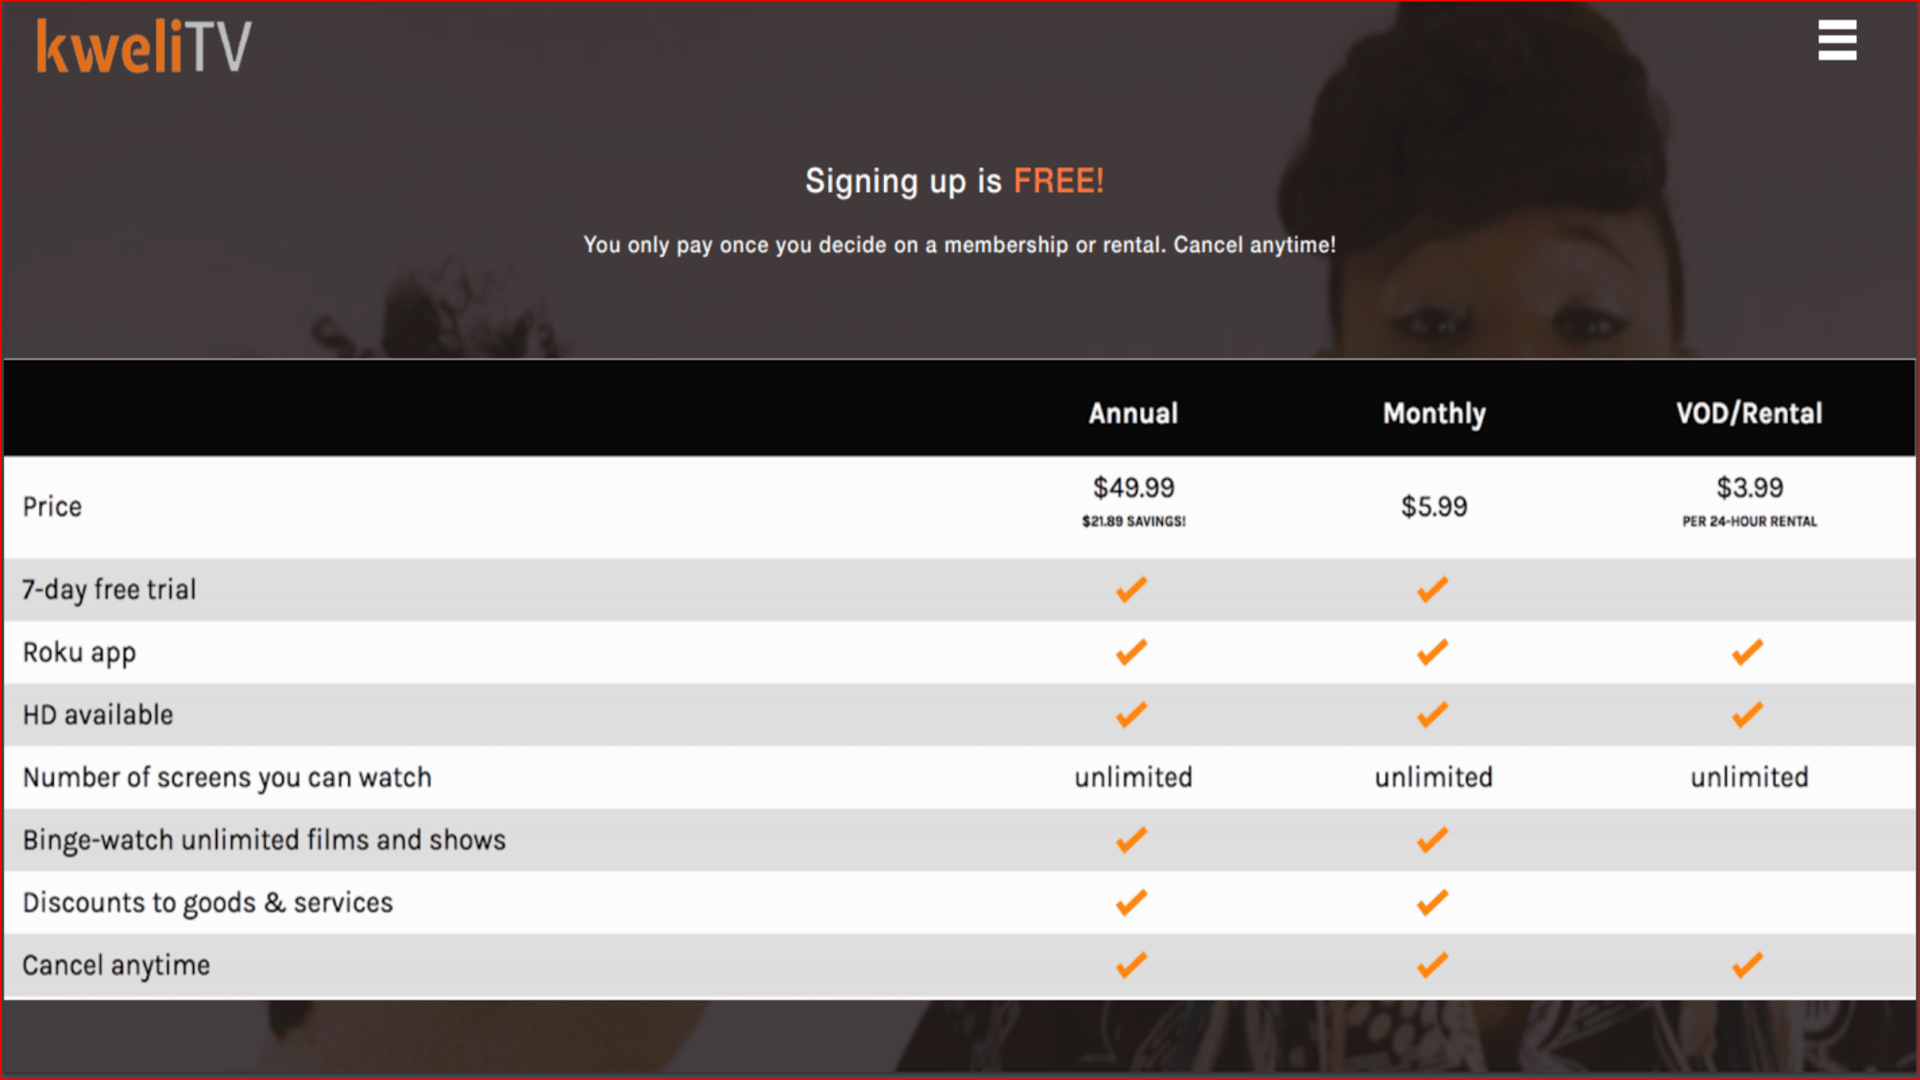 kweliTV
Signing up is FREE!
You only pay once you decide on a membership or rental. Cancel anytime!
Annual Monthly VOD/Rental
Price $49.99 $5.99 $3.99
$21.89 SAVINGS! PER 24-HOUR RENTAL
7-day free trial
Roku app
HD available
Number of screens you can watch unlimited unlimited unlimited
Binge-watch unlimited films and shows
Discounts to goods & services
Cancel anytime